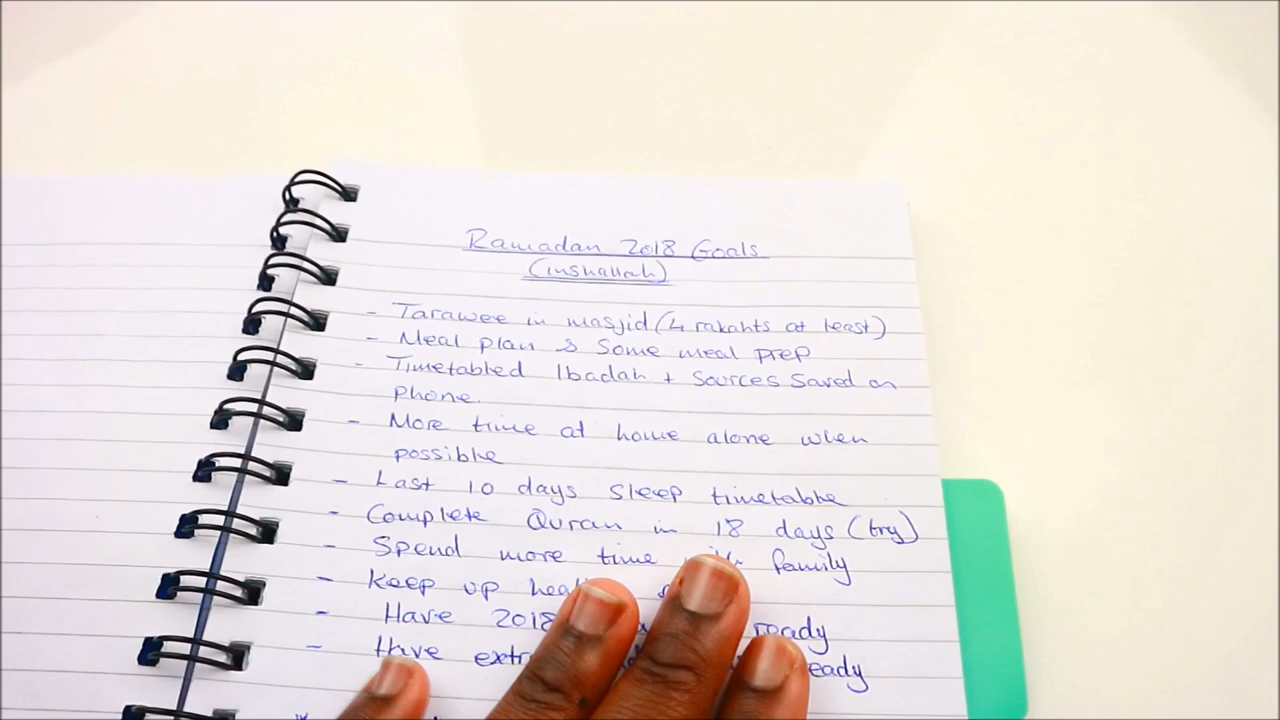 Ramadan 2018 Goals
(inshallah)
- Tarawee in masjid (4 rakahts at least)
- Meal plan & some meal prep
- Timetabled Ibadah + sources saved on
phone.
- More time at home alone when
possible
- Last 10 days sleep timetable
- Complete Quran in 18 days (try)
- Spend more time with family
- Keep up
- Have 2018 ready
- Have ready